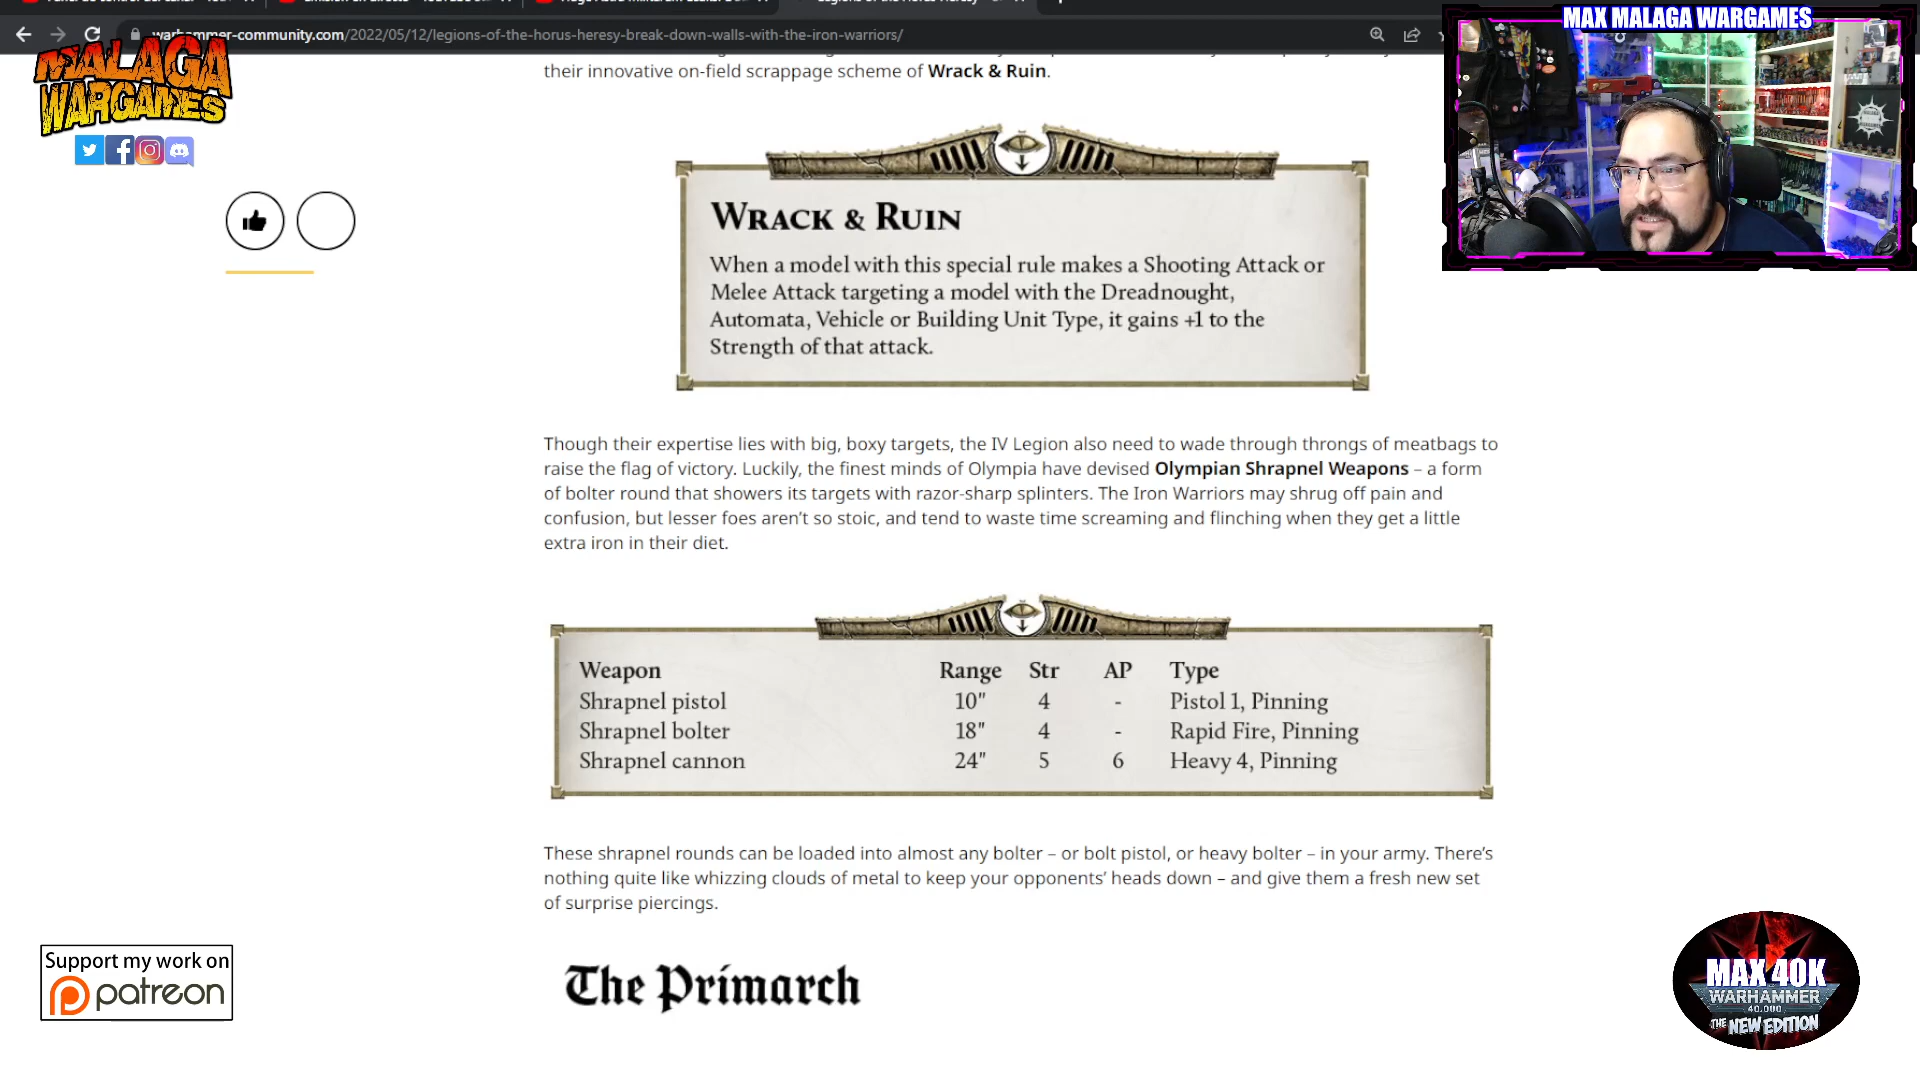 MAX MALAGA WARGAMES
warhammer-community.com/2022/05/12/legions-of-the-horus-heresy-break-down-walls-with-the-iron-warriors/
MALAGA
WARGAMES
their innovative on-field scrappage scheme of Wrack & Ruin.
WRACK & RUIN
When a model with this special rule makes a Shooting Attack or
Melee Attack targeting a model with the Dreadnought,
Automata, Vehicle or Building Unit Type, it gains +1 to the
Strength of that attack.
Though their expertise lies with big, boxy targets, the IV Legion also need to wade through throngs of meatbags to
raise the flag of victory. Luckily, the finest minds of Olympia have devised Olympian Shrapnel Weapons – a form
of bolter round that showers its targets with razor-sharp splinters. The Iron Warriors may shrug off pain and
confusion, but lesser foes aren’t so stoic, and tend to waste time screaming and flinching when they get a little
extra iron in their diet.
Weapon Range Str AP Type
Shrapnel pistol 10" 4 - Pistol 1, Pinning
Shrapnel bolter 18" 4 - Rapid Fire, Pinning
Shrapnel cannon 24" 5 6 Heavy 4, Pinning
These shrapnel rounds can be loaded into almost any bolter – or bolt pistol, or heavy bolter – in your army. There’s
nothing quite like whizzing clouds of metal to keep your opponents’ heads down – and give them a fresh new set
of surprise piercings.
The Primarch
Support my work on
patreon
MAX 40K
WARHAMMER
40,000
THE NEW EDITION